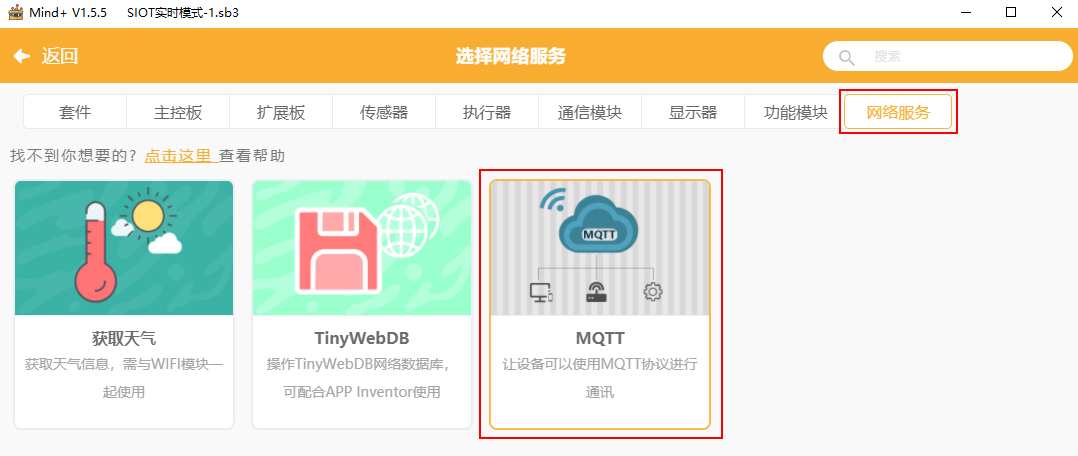 Mind+ V1.5.5 SIOT实时模式-1.sb3
返回 选择网络服务 搜索
套件 主控板 扩展板 传感器 执行器 通信模块 显示器 功能模块 网络服务
找不到你想要的? 点击这里 查看帮助
MQTT
获取天气
获取天气信息，需与WIFI模块一
起使用
TinyWebDB
操作TinyWebDB网络数据库，
可配合APP Inventor使用
MQTT
让设备可以使用MQTT协议进行
通讯